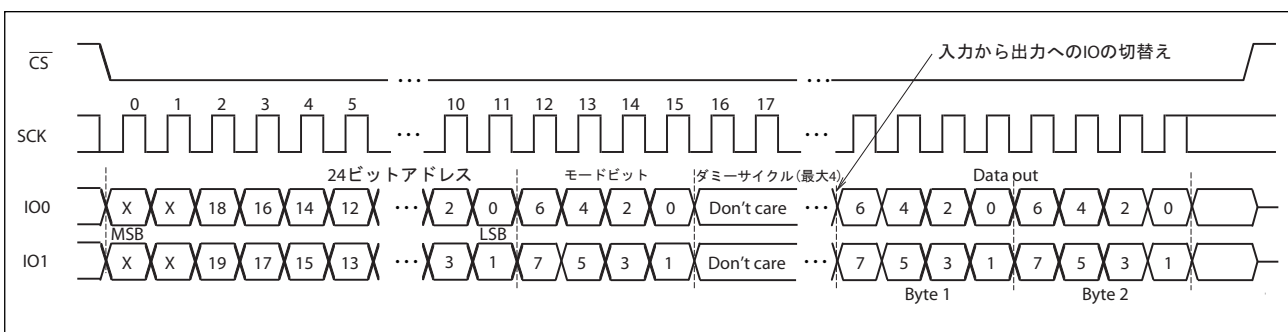 CS 入力から出力へのIOの切替え
0 1 2 3 4 5 10 11 12 13 14 15 16 17
SCK
24ビットアドレス モードビット ダミーサイクル(最大4) Data out
IO0 X X 18 16 14 12 2 0 6 4 2 0 Don't care 6 4 2 0 6 4 2 0
MSB LSB
IO1 X X 19 17 15 13 3 1 7 5 3 1 Don't care 7 5 3 1 7 5 3 1
Byte 1 Byte 2